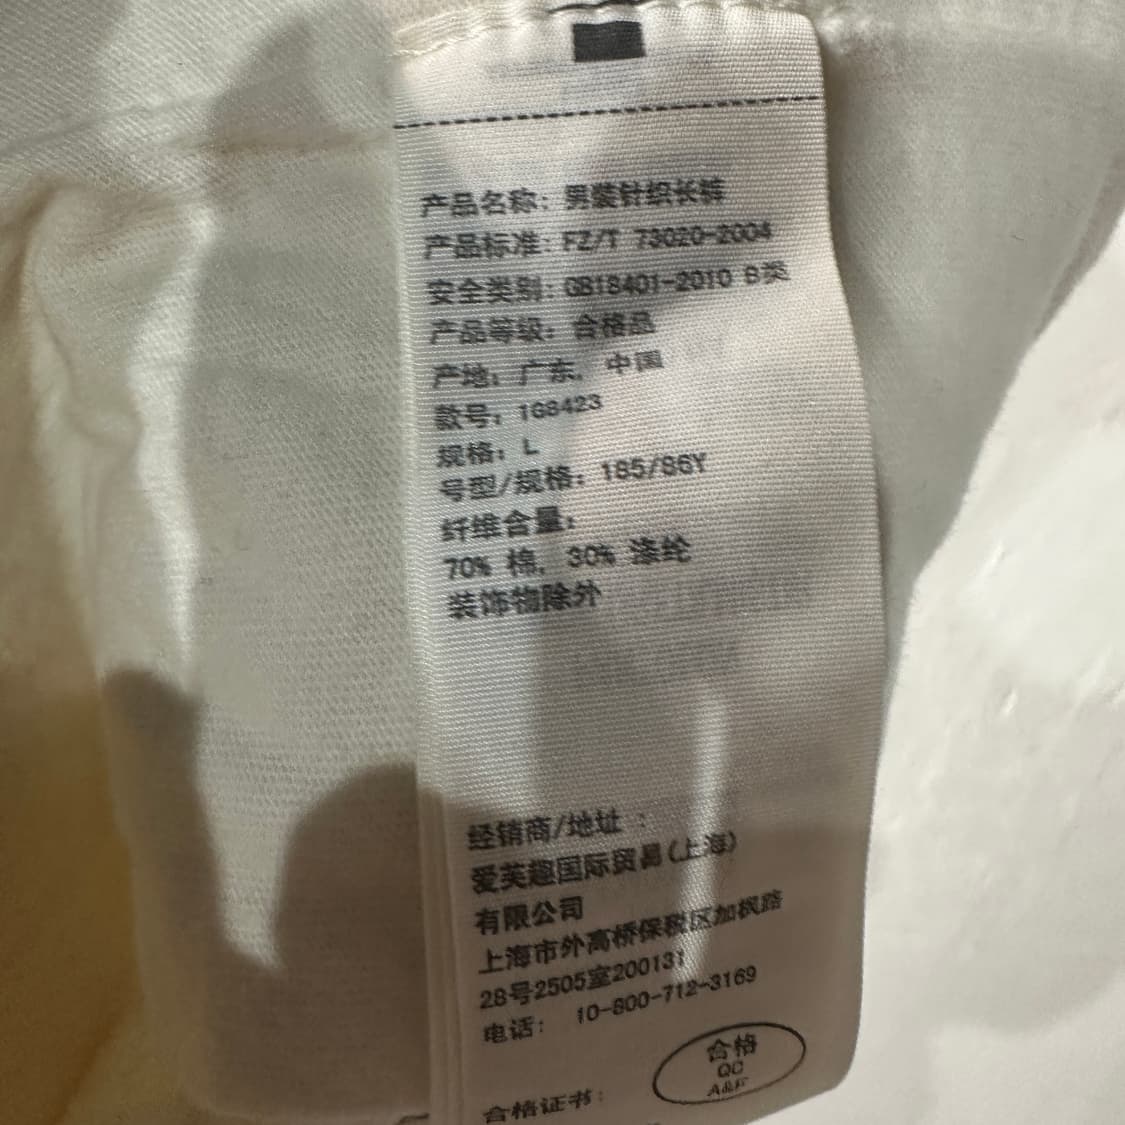 产品名称: 男装针织长裤
产品标准: FZ/T 73020-2004
安全类别: GB18401-2010 B类
产品等级: 合格品
产地: 广东, 中国
款号: 168423
规格: L
号型/规格: 185/86Y
纤维含量:
70% 棉, 30% 涤纶
装饰物除外
经销商/地址 :
爱芙趣国际贸易(上海)
有限公司
上海市外高桥保税区加枫路
28号2505室200131
电话: 10-800-712-3169
合格
QC
A&F
合格证书: